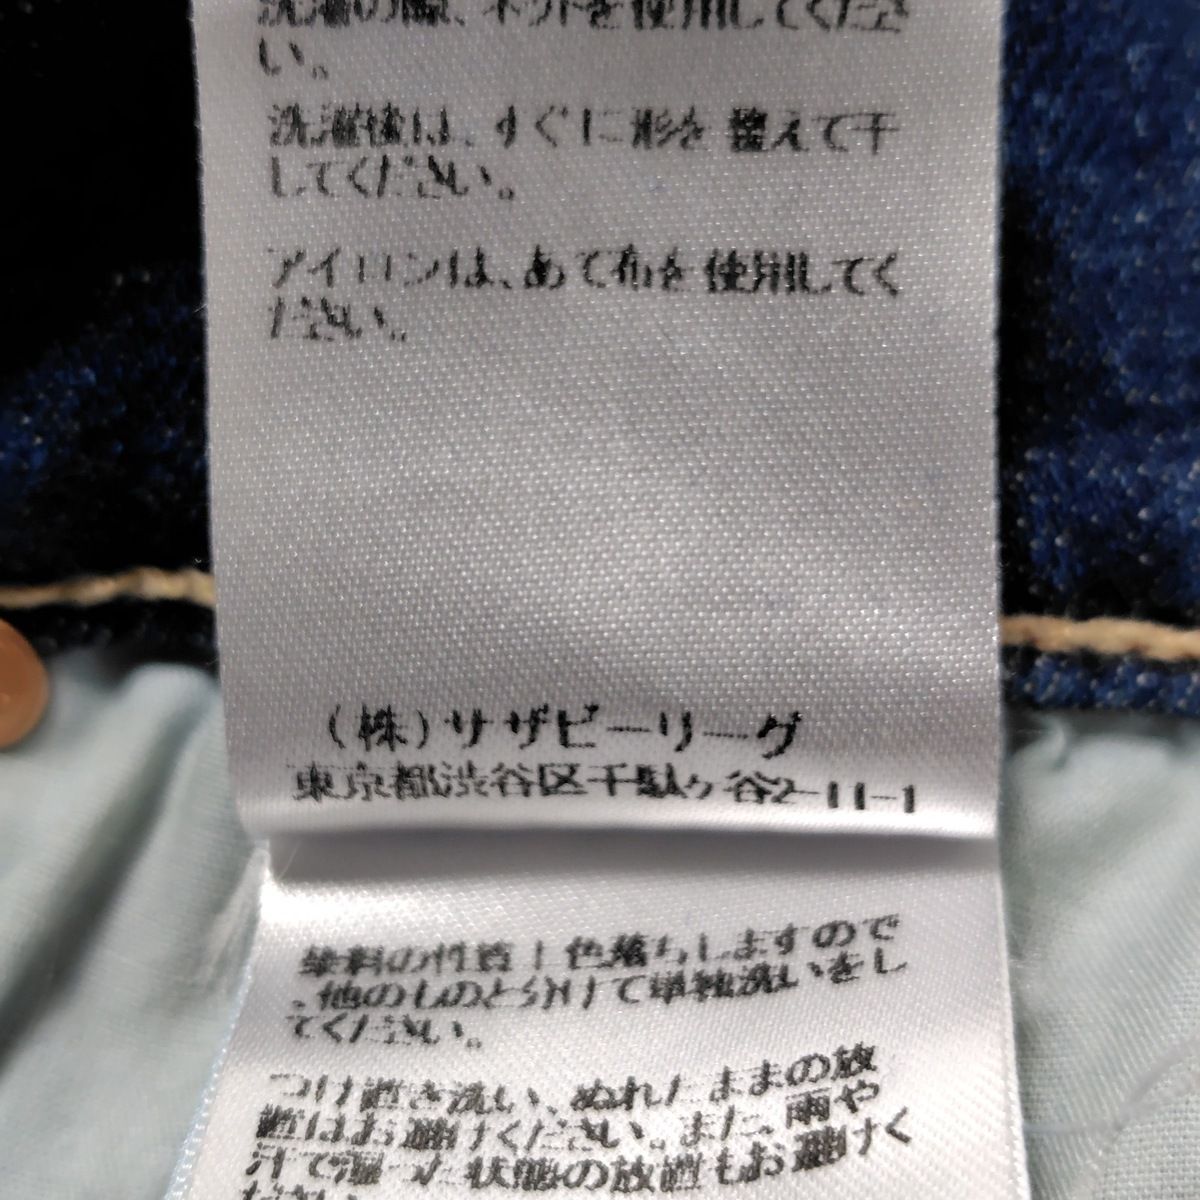 洗濯の際、ネットを使用してくださ
い。
洗濯後は、すぐに形を整えて干
してください。
アイロンは、あて布を使用してく
ださい。
(株)サザビーリーグ
東京都渋谷区千駄ヶ谷2-11-1
染料の性質上色落ちしますので
、他のものと分けて単独洗いをし
てください。
つけ置き洗い、ぬれたままの放
置はお避けください。また、雨や
汗で湿った状態の放置もお避けく
ださい